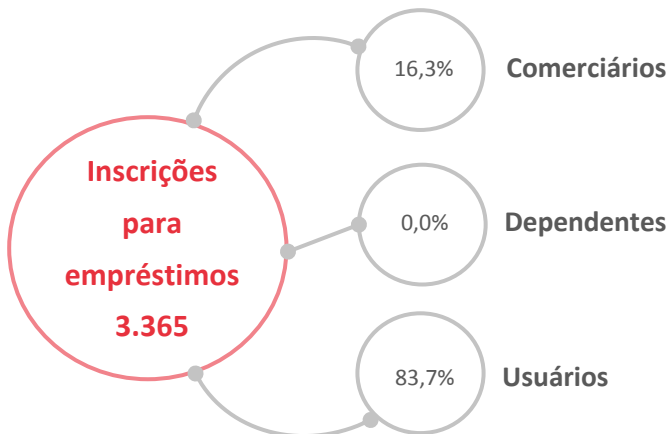 Inscrições
para
empréstimos
3.365
16,3% Comerciários
0,0% Dependentes
83,7% Usuários